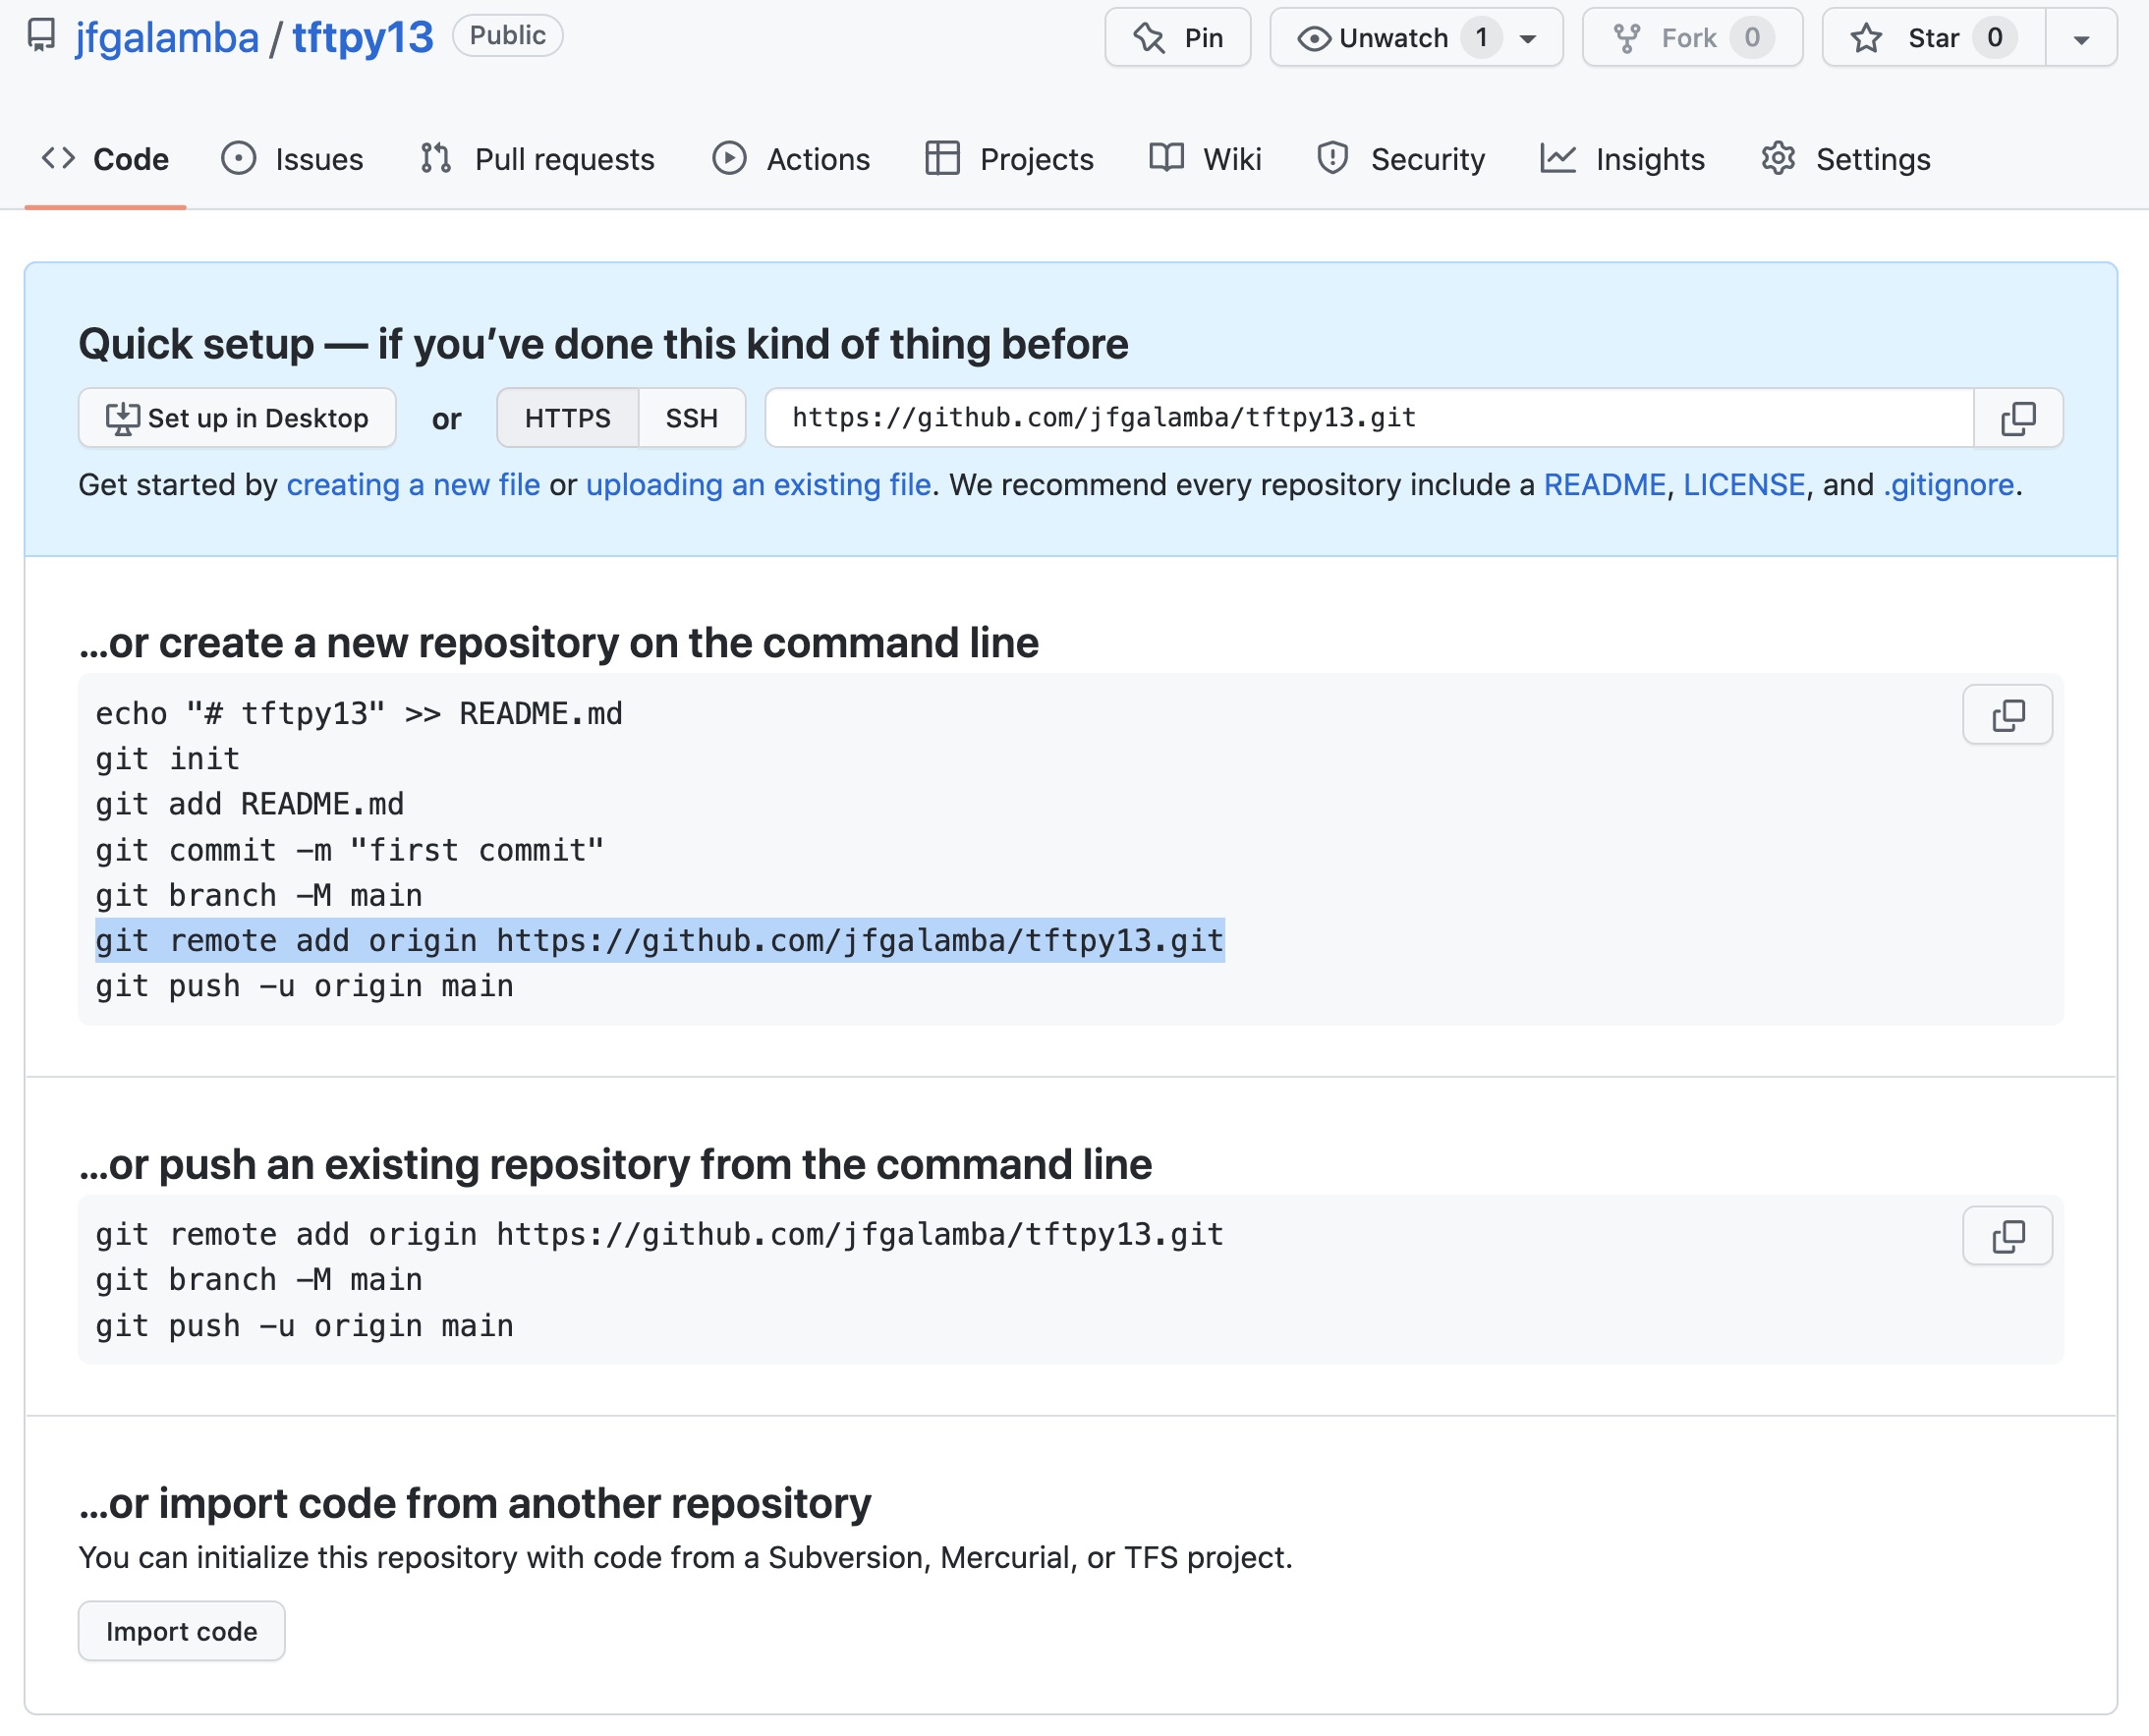 jfgalamba / tftpy13 Public Pin Unwatch 1 Fork 0 Star 0
Code Issues Pull requests Actions Projects Wiki Security Insights Settings
Quick setup — if you’ve done this kind of thing before
Set up in Desktop or HTTPS SSH https://github.com/jfgalamba/tftpy13.git
Get started by creating a new file or uploading an existing file. We recommend every repository include a README, LICENSE, and .gitignore.
…or create a new repository on the command line
echo "# tftpy13" >> README.md
git init
git add README.md
git commit -m "first commit"
git branch -M main
git remote add origin https://github.com/jfgalamba/tftpy13.git
git push -u origin main
…or push an existing repository from the command line
git remote add origin https://github.com/jfgalamba/tftpy13.git
git branch -M main
git push -u origin main
…or import code from another repository
You can initialize this repository with code from a Subversion, Mercurial, or TFS project.
Import code